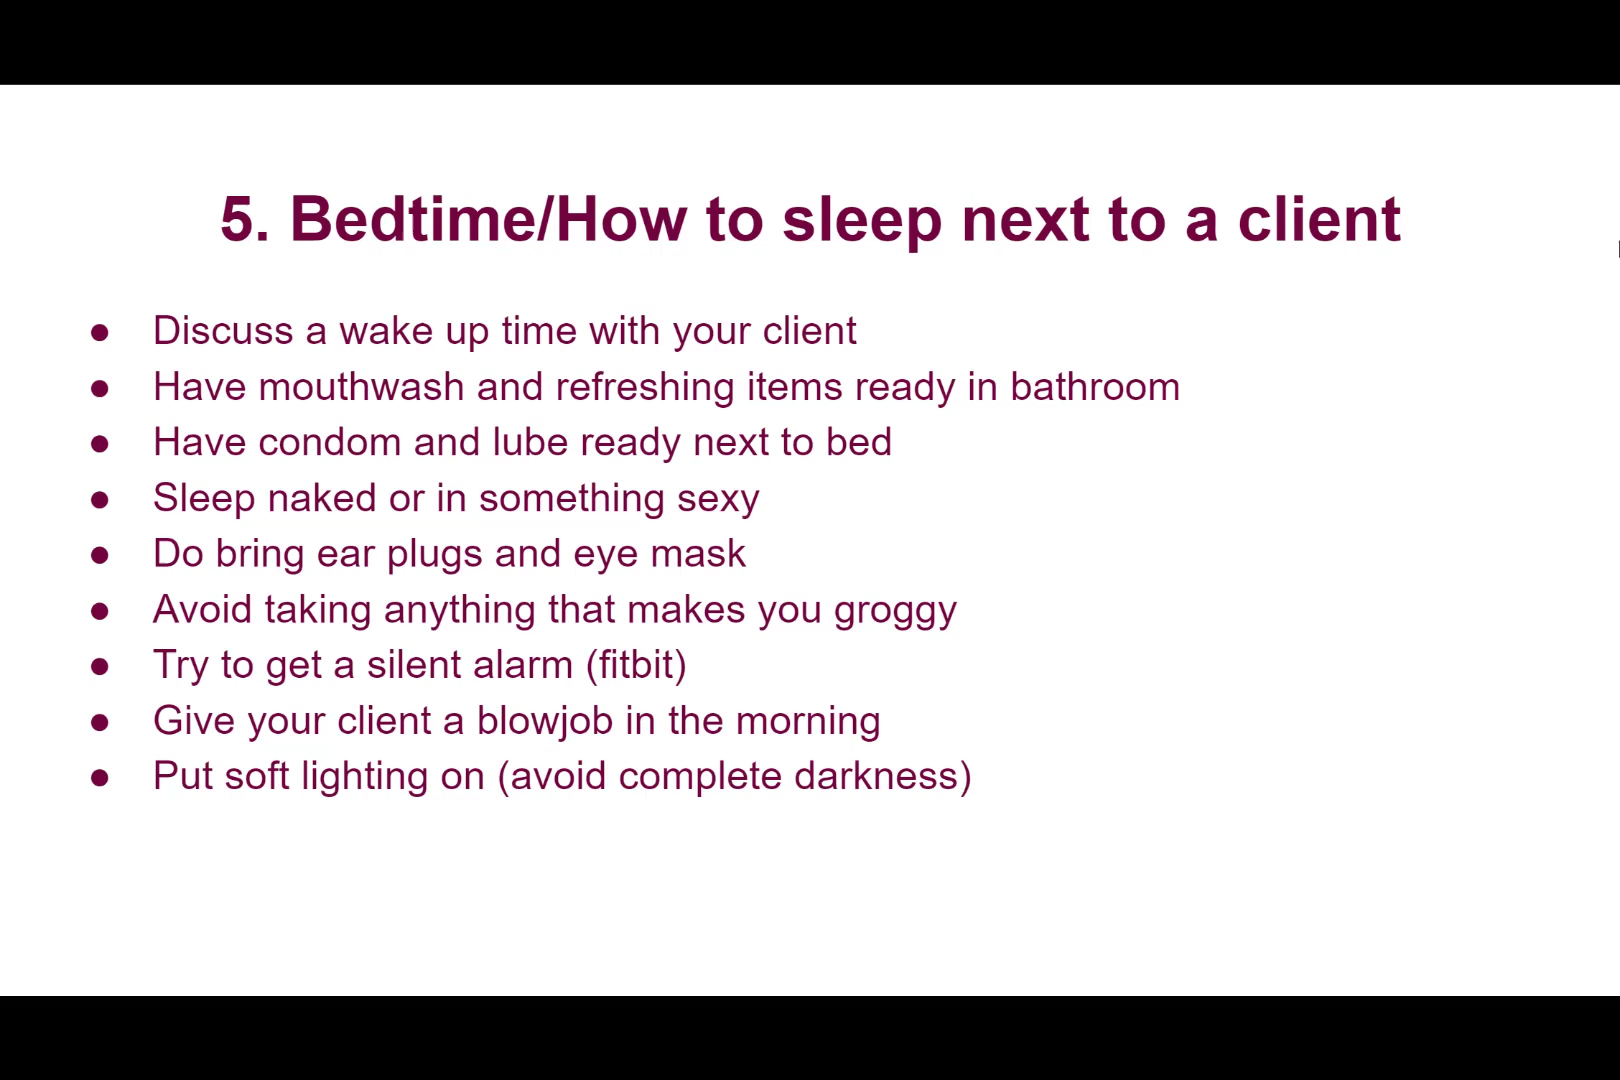 5. Bedtime/How to sleep next to a client
● Discuss a wake up time with your client
● Have mouthwash and refreshing items ready in bathroom
● Have condom and lube ready next to bed
● Sleep naked or in something sexy
● Do bring ear plugs and eye mask
● Avoid taking anything that makes you groggy
● Try to get a silent alarm (fitbit)
● Give your client a blowjob in the morning
● Put soft lighting on (avoid complete darkness)